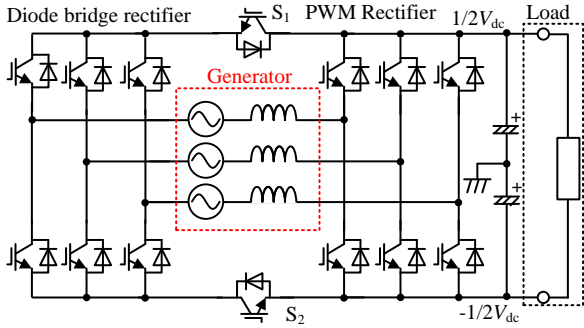 Diode bridge rectifier
S1
PWM Rectifier
1/2Vdc
Load
Generator
+
+
S2
-1/2Vdc